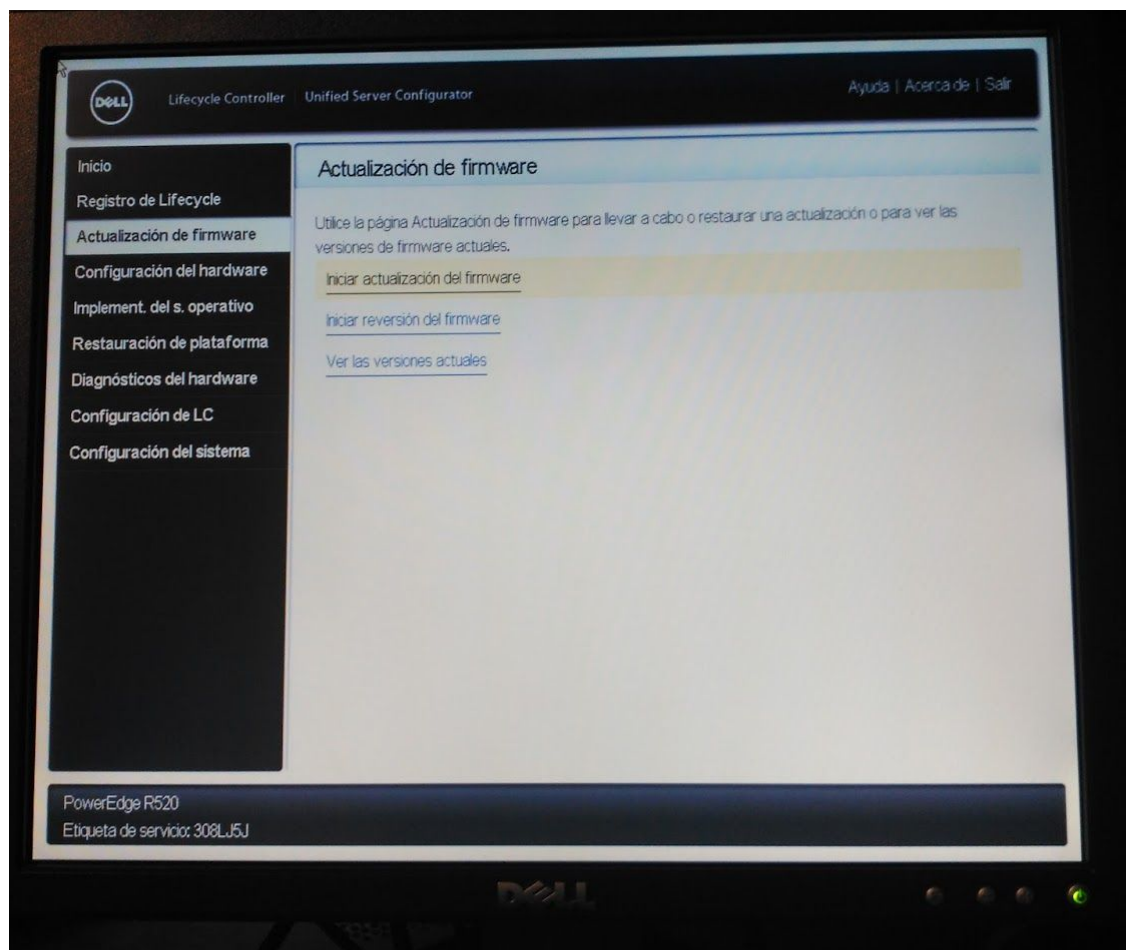 DELL
Lifecycle Controller
Unified Server Configurator
Ayuda | Acerca de | Salir
Inicio
Registro de Lifecycle
Actualización de firmware
Configuración del hardware
Implement. del s. operativo
Restauración de plataforma
Diagnósticos del hardware
Configuración de LC
Configuración del sistema
Actualización de firmware
Utilice la página Actualización de firmware para llevar a cabo o restaurar una actualización o para ver las
versiones de firmware actuales.
Iniciar actualización del firmware
Iniciar reversión del firmware
Ver las versiones actuales
PowerEdge R520
Etiqueta de servicio: 308LJ5J
DELL